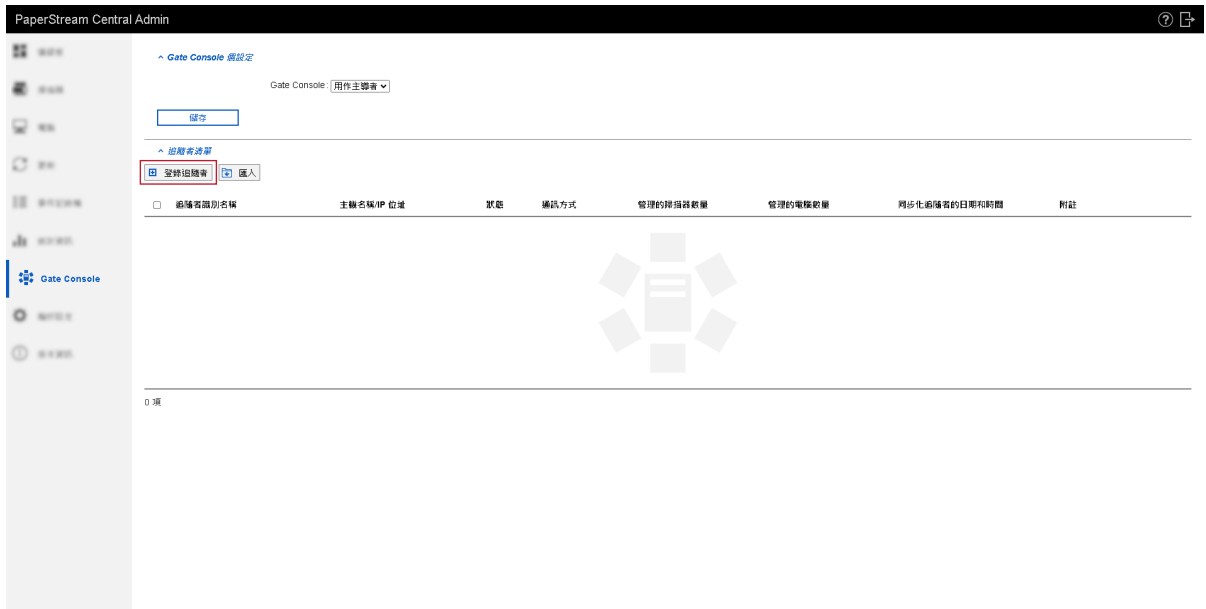 PaperStream Central Admin
Gate Console 個設定
Gate Console: 用作主導者
儲存
追隨者清單
登錄追隨者 匯入
追隨者識別名稱 主機名稱/IP 位址 狀態 通訊方式 管理的掃描器數量 管理的電腦數量 同步化追隨者的日期和時間 附註
Gate Console
0 項